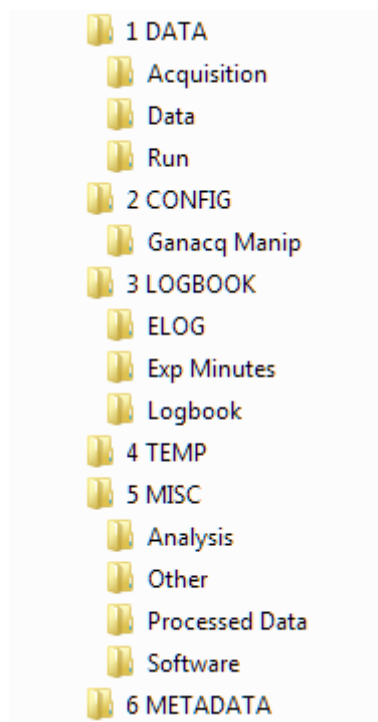 1 DATA
Acquisition
Data
Run
2 CONFIG
Ganacq Manip
3 LOGBOOK
ELOG
Exp Minutes
Logbook
4 TEMP
5 MISC
Analysis
Other
Processed Data
Software
6 METADATA